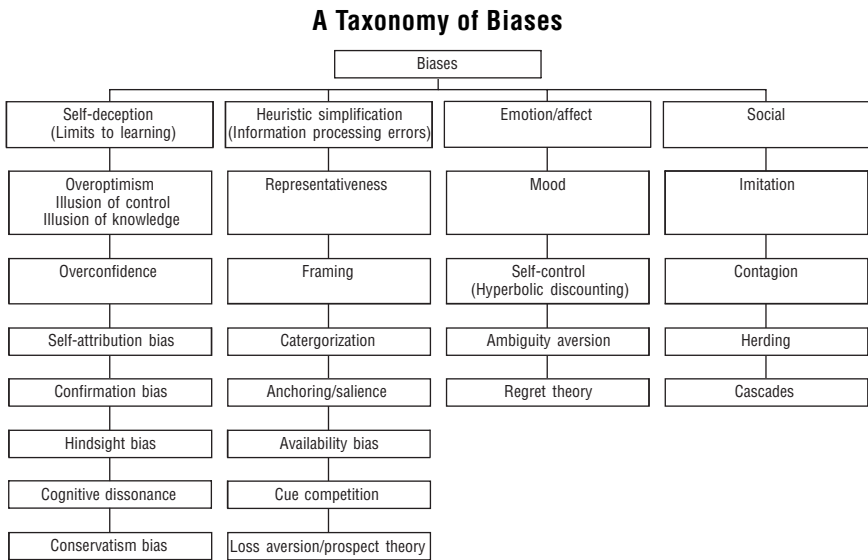 A Taxonomy of Biases
Biases
Self-deception
(Limits to learning)
Heuristic simplification
(Information processing errors)
Emotion/affect
Social
Overoptimism
Illusion of control
Illusion of knowledge
Representativeness
Mood
Imitation
Overconfidence
Framing
Self-control
(Hyperbolic discounting)
Contagion
Self-attribution bias
Catergorization
Ambiguity aversion
Herding
Confirmation bias
Anchoring/salience
Regret theory
Cascades
Hindsight bias
Availability bias
Cognitive dissonance
Cue competition
Conservatism bias
Loss aversion/prospect theory